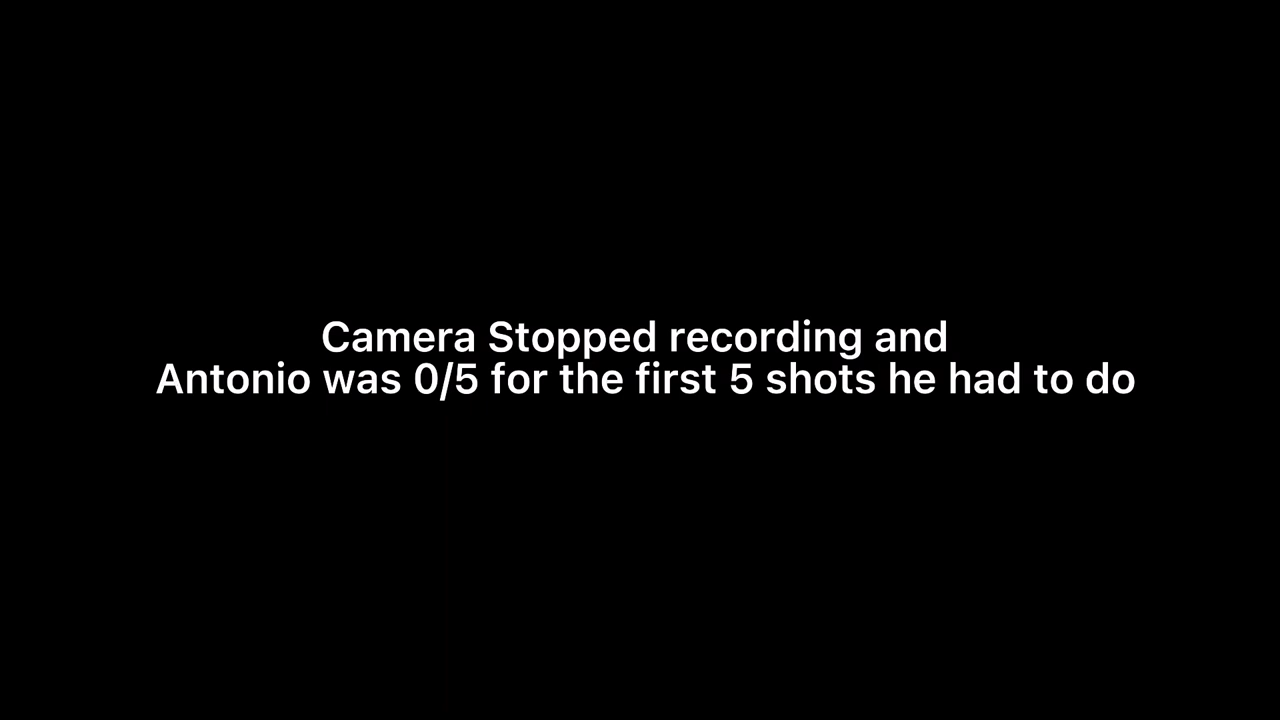 Camera Stopped recording and
Antonio was 0/5 for the first 5 shots he had to do